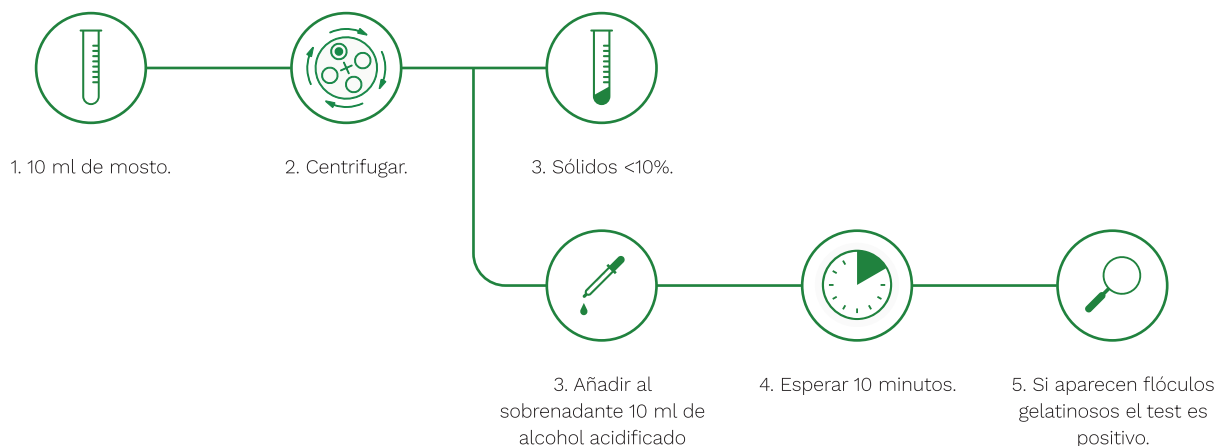 1. 10 ml de mosto.
2. Centrifugar.
3. Sólidos <10%.
3. Añadir al
sobrenadante 10 ml de
alcohol acidificado
4. Esperar 10 minutos.
5. Si aparecen flóculos
gelatinosos el test es
positivo.